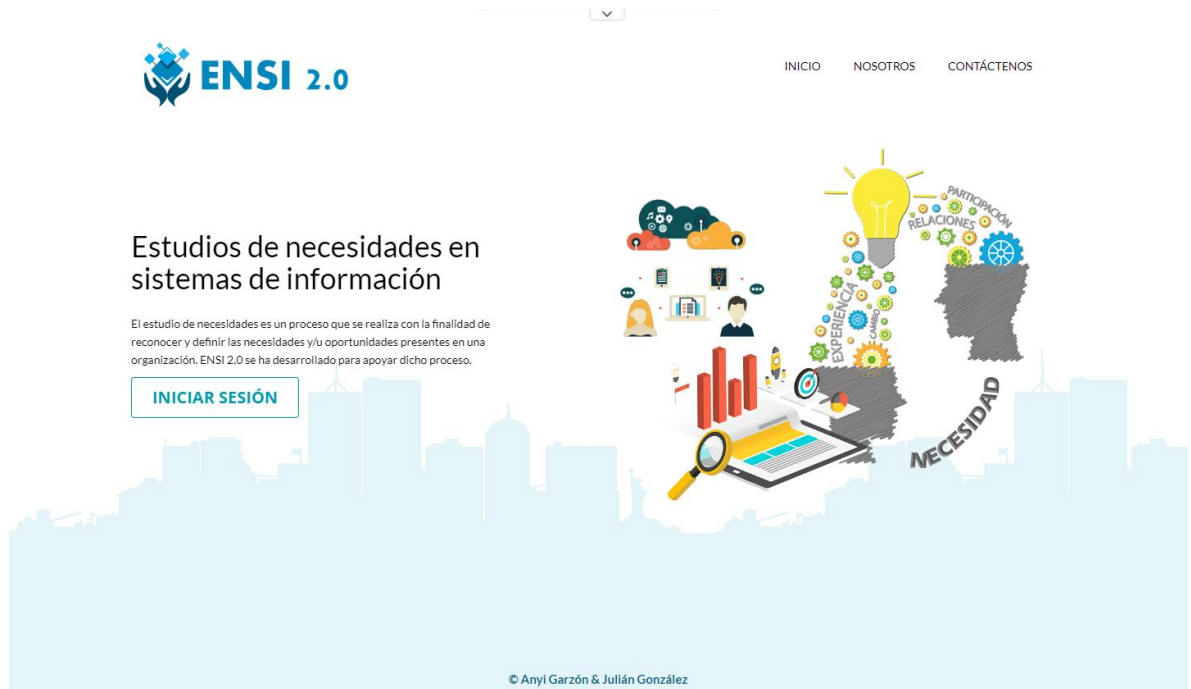 ENSI 2.0
INICIO NOSOTROS CONTÁCTENOS
Estudios de necesidades en
sistemas de información
El estudio de necesidades es un proceso que se realiza con la finalidad de
reconocer y definir las necesidades y/u oportunidades presentes en una
organización. ENSI 2.0 se ha desarrollado para apoyar dicho proceso.
INICIAR SESIÓN
PARTICIPACIÓN
RELACIONES
EXPERIENCIA
CAMBIO
NECESIDAD
© Anyi Garzón & Julián González